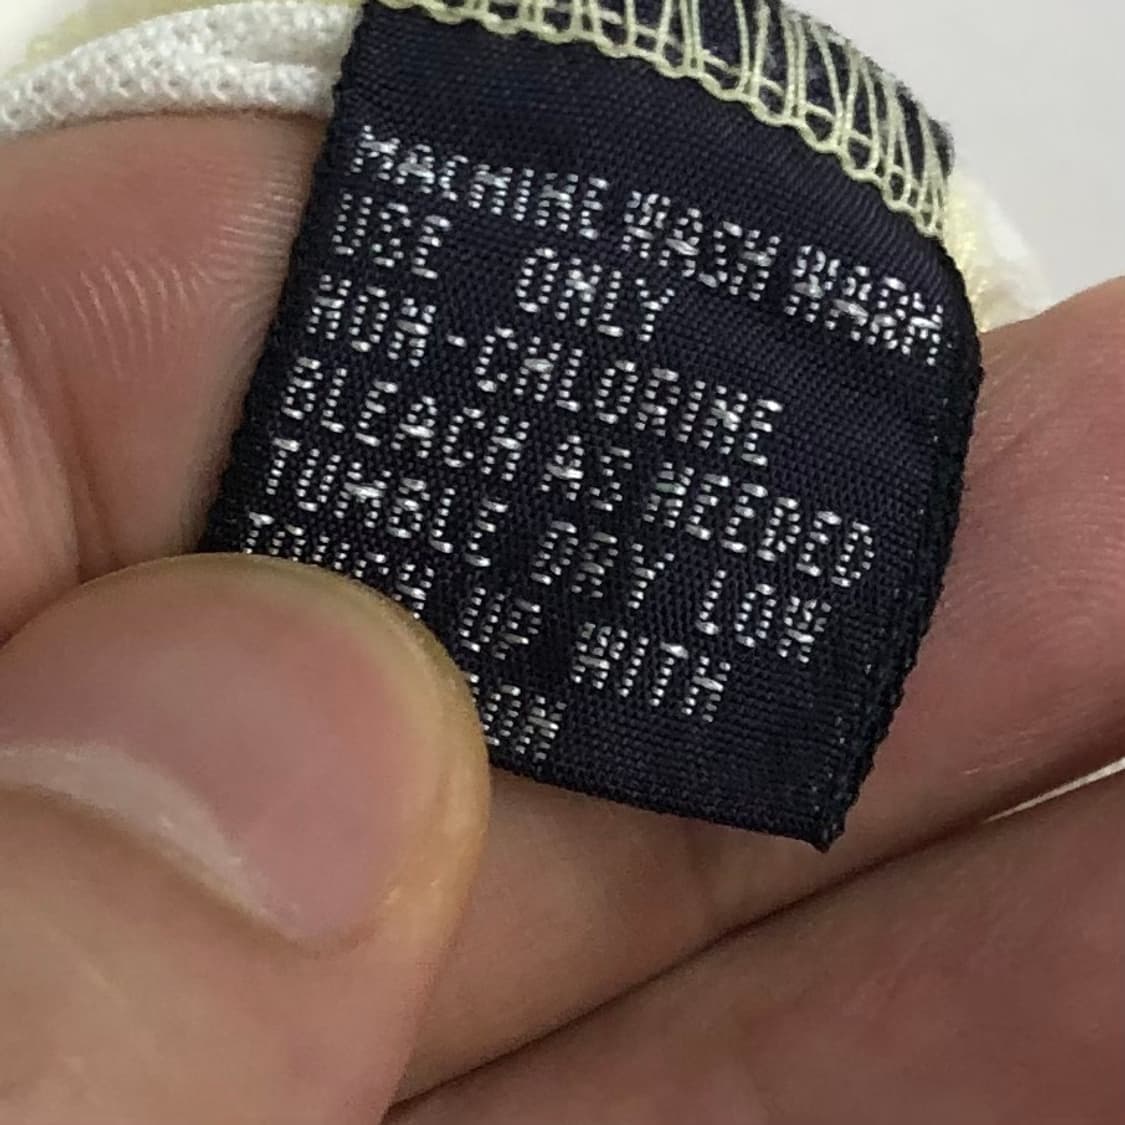 MACHINE WASH WARM
USE ONLY
NON-CHLORINE
BLEACH AS NEEDED
TUMBLE DRY LOW
TOUCH UP WITH